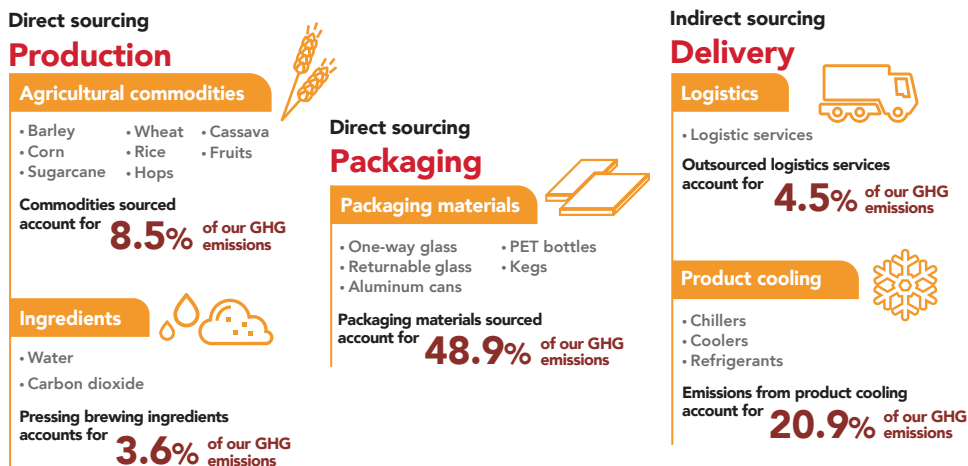 Direct sourcing
Production
Agricultural commodities
• Barley
• Corn
• Sugarcane
• Wheat
• Rice
• Hops
• Cassava
• Fruits
Commodities sourced
account for 8.5% of our GHG
emissions
Ingredients
• Water
• Carbon dioxide
Pressing brewing ingredients
accounts for 3.6% of our GHG
emissions
Direct sourcing
Packaging
Packaging materials
• One-way glass
• Returnable glass
• Aluminum cans
• PET bottles
• Kegs
Packaging materials sourced
account for 48.9% of our GHG
emissions
Indirect sourcing
Delivery
Logistics
• Logistic services
Outsourced logistics services
account for 4.5% of our GHG
emissions
Product cooling
• Chillers
• Coolers
• Refrigerants
Emissions from product cooling
account for 20.9% of our GHG
emissions